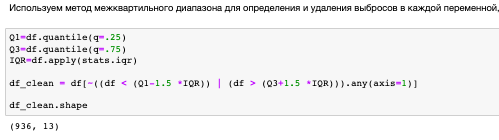 Используем метод межквартильного диапазона для определения и удаления выбросов в каждой переменной,
Q1=df.quantile(q=.25)
Q3=df.quantile(q=.75)
IQR=df.apply(stats.iqr)
df_clean = df[~((df < (Q1-1.5 *IQR)) | (df > (Q3+1.5 *IQR))).any(axis=1)]
df_clean.shape
(936, 13)